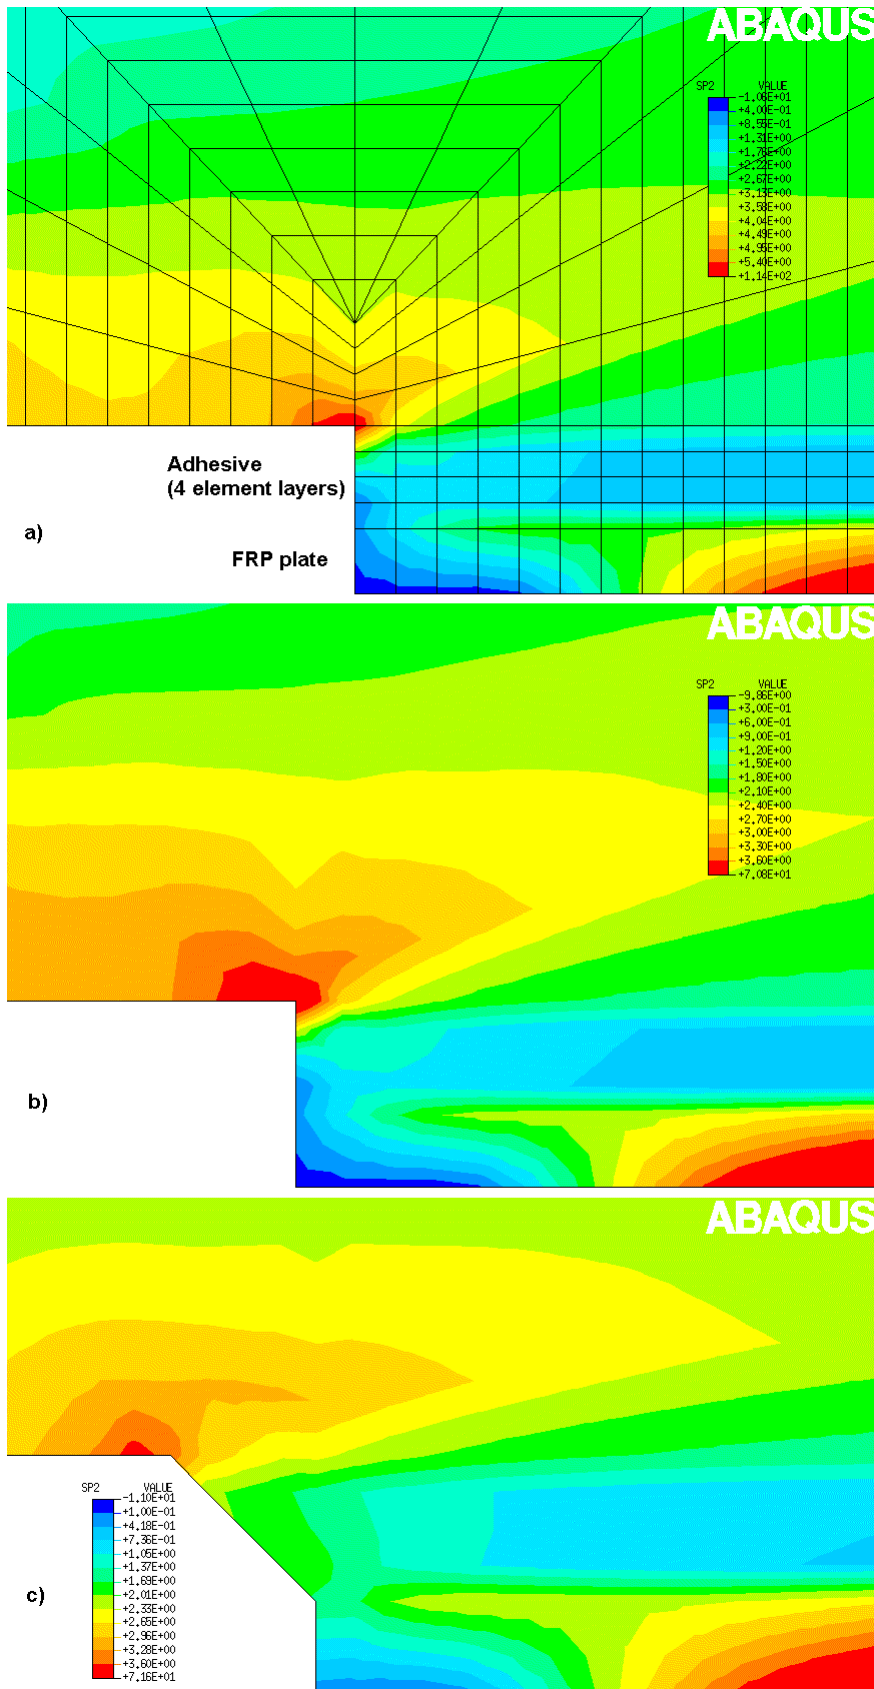 ABAQUS
SP2 VALUE
-1.06E+01
+4.00E-01
+8.55E-01
+1.31E+00
+1.76E+00
+2.22E+00
+2.67E+00
+3.13E+00
+3.58E+00
+4.04E+00
+4.49E+00
+4.95E+00
+5.40E+00
+1.14E+02
Adhesive
(4 element layers)
a)
FRP plate
ABAQUS
SP2 VALUE
-9.86E+00
+3.00E-01
+6.00E-01
+9.00E-01
+1.20E+00
+1.50E+00
+1.80E+00
+2.10E+00
+2.40E+00
+2.70E+00
+3.00E+00
+3.30E+00
+3.60E+00
+7.08E+01
b)
ABAQUS
SP2 VALUE
-1.10E+01
+1.00E-01
+4.18E-01
+7.36E-01
+1.05E+00
+1.37E+00
+1.69E+00
+2.01E+00
+2.33E+00
+2.65E+00
+2.96E+00
+3.28E+00
+3.60E+00
+7.16E+01
c)